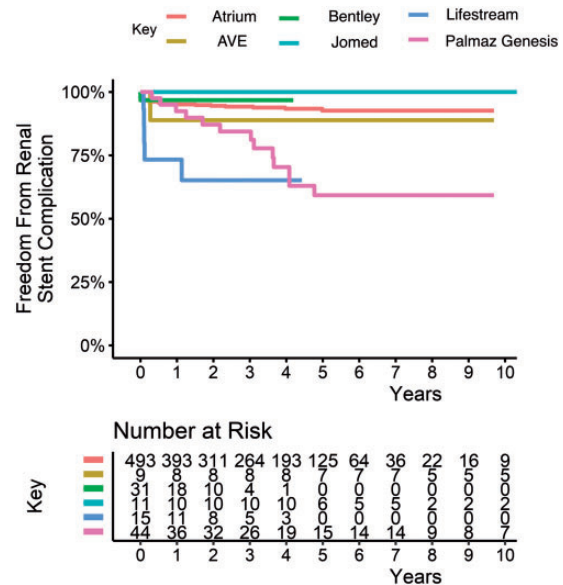 Key Atrium Bentley Lifestream
AVE Jomed Palmaz Genesis
Freedom From Renal
Stent Complication
100%
75%
50%
25%
0%
0 1 2 3 4 5 6 7 8 9 10
Years
Number at Risk
Key
493 393 311 264 193 125 64 36 22 16 9
9 8 8 8 8 7 7 7 5 5 5
31 18 10 4 1 0 0 0 0 0 0
11 10 10 10 10 6 5 5 2 2 2
15 11 8 5 3 0 0 0 0 0 0
44 36 32 26 19 15 14 14 9 8 7
0 1 2 3 4 5 6 7 8 9 10
Years